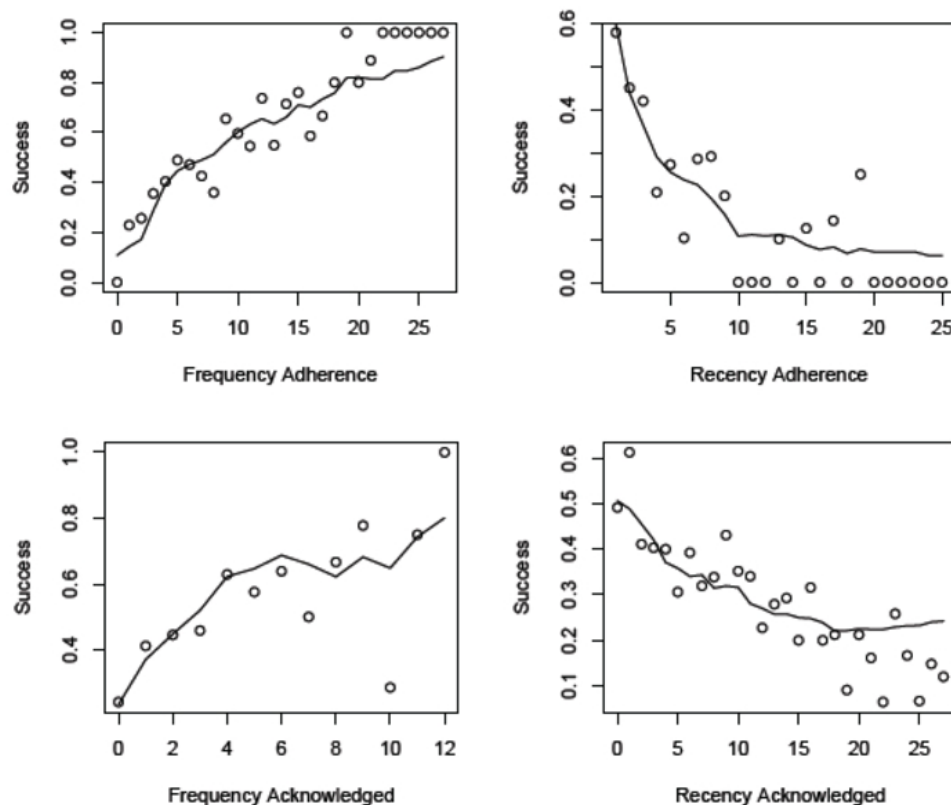 Success
0.0 0.2 0.4 0.6 0.8 1.0
0 5 10 15 20 25
Frequency Adherence
Success
0.0 0.2 0.4 0.6
5 10 15 20 25
Recency Adherence
Success
0.4 0.6 0.8 1.0
0 2 4 6 8 10 12
Frequency Acknowledged
Success
0.1 0.2 0.3 0.4 0.5 0.6
0 5 10 15 20 25
Recency Acknowledged